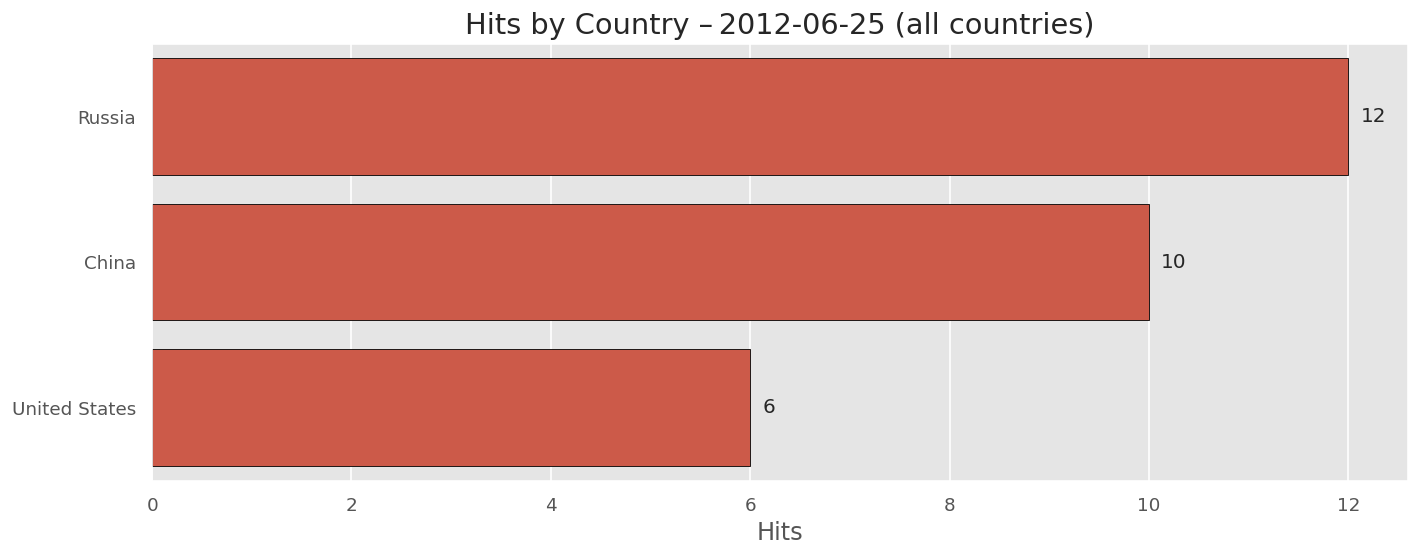 Hits by Country – 2012-06-25 (all countries)
Russia
12
China
10
United States
6
0 2 4 6 8 10 12
Hits